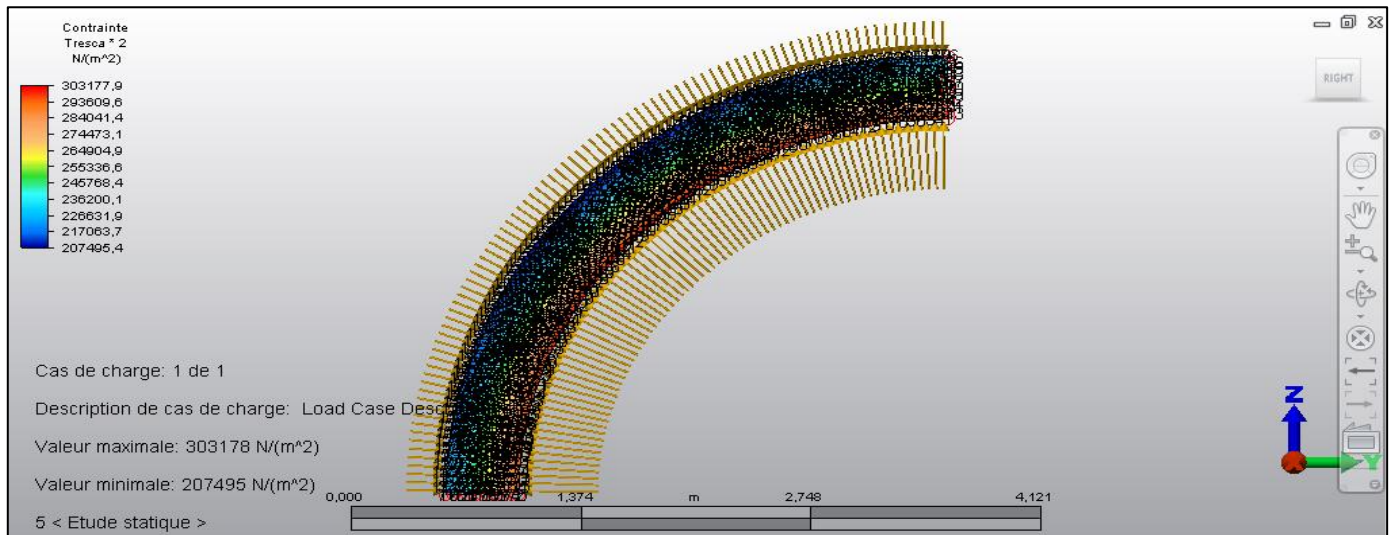 Contrainte
Tresca * 2
N/(m^2)
303177,9
293609,6
284041,4
274473,1
264904,9
255336,6
245768,4
236200,1
226631,9
217063,7
207495,4
RIGHT
Cas de charge: 1 de 1
Description de cas de charge: Load Case Desc
Valeur maximale: 303178 N/(m^2)
Valeur minimale: 207495 N/(m^2)
0,000 1,374 m 2,748 4,121
5 < Etude statique >
Z
Y